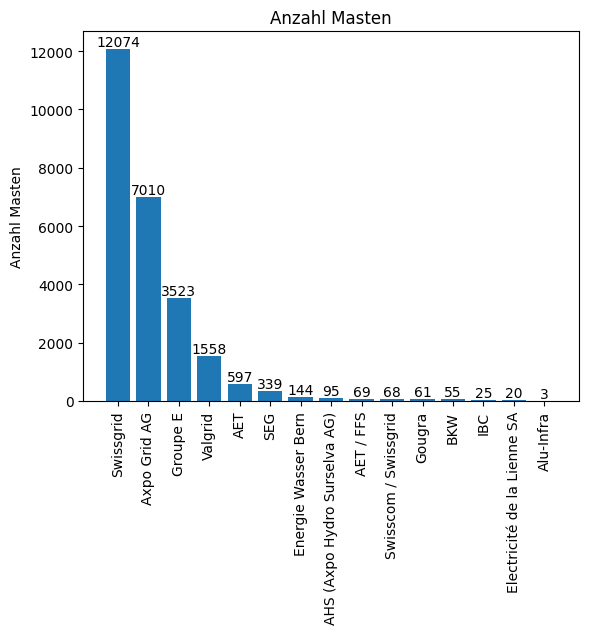 Anzahl Masten
Anzahl Masten
12000
10000
8000
6000
4000
2000
0
12074
7010
3523
1558
597
339
144
95
69
68
61
55
25
20
3
Swissgrid
Axpo Grid AG
Groupe E
Valgrid
AET
SEG
Energie Wasser Bern
AHS (Axpo Hydro Surselva AG)
AET / FFS
Swisscom / Swissgrid
Gougra
BKW
IBC
Electricité de la Lienne SA
Alu-Infra